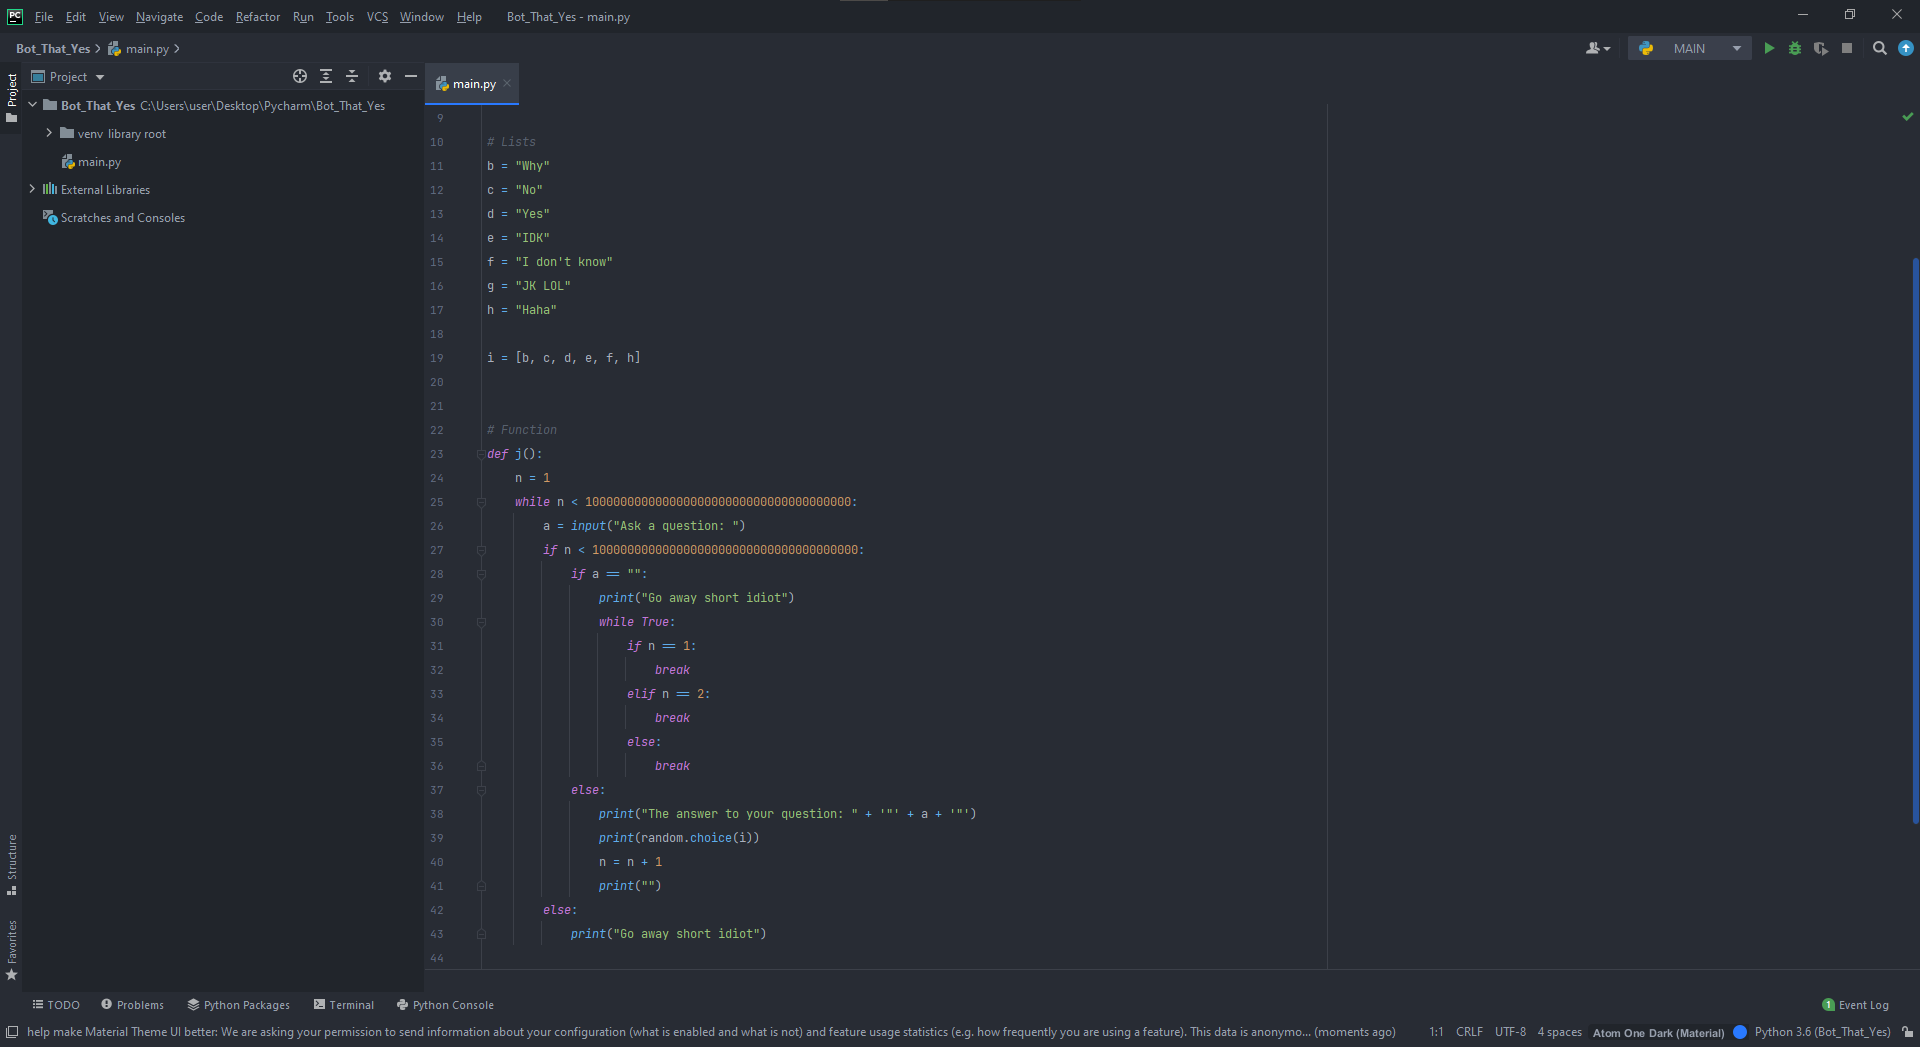 PC File Edit View Navigate Code Refactor Run Tools VCS Window Help Bot_That_Yes - main.py
Bot_That_Yes main.py MAIN
Project
Project
main.py
Bot_That_Yes C:\Users\user\Desktop\Pycharm\Bot_That_Yes
venv library root
main.py
External Libraries
Scratches and Consoles
9
10 # Lists
11 b = "Why"
12 c = "No"
13 d = "Yes"
14 e = "IDK"
15 f = "I don't know"
16 g = "JK LOL"
17 h = "Haha"
18
19 i = [b, c, d, e, f, h]
20
21
22 # Function
23 def j():
24 n = 1
25 while n < 10000000000000000000000000000000000000:
26 a = input("Ask a question: ")
27 if n < 10000000000000000000000000000000000000:
28 if a == "":
29 print("Go away short idiot")
30 while True:
31 if n == 1:
32 break
33 elif n == 2:
34 break
35 else:
36 break
37 else:
38 print("The answer to your question: " + '"' + a + '"')
39 print(random.choice(i))
40 n = n + 1
41 print("")
42 else:
43 print("Go away short idiot")
44
Structure
Favorites
TODO Problems Python Packages Terminal Python Console 1 Event Log
help make Material Theme UI better: We are asking your permission to send information about your configuration (what is enabled and what is not) and feature usage statistics (e.g. how frequently you are using a feature). This data is anonymo... (moments ago) 1:1 CRLF UTF-8 4 spaces Atom One Dark (Material) Python 3.6 (Bot_That_Yes)